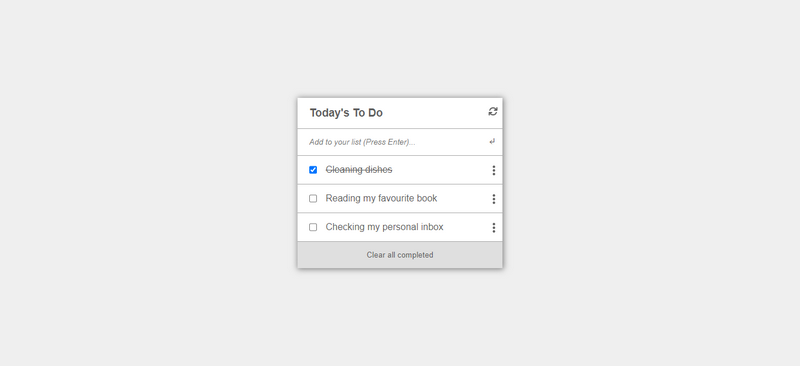 Today's To Do
Add to your list (Press Enter)...
Cleaning dishes
Reading my favourite book
Checking my personal inbox
Clear all completed